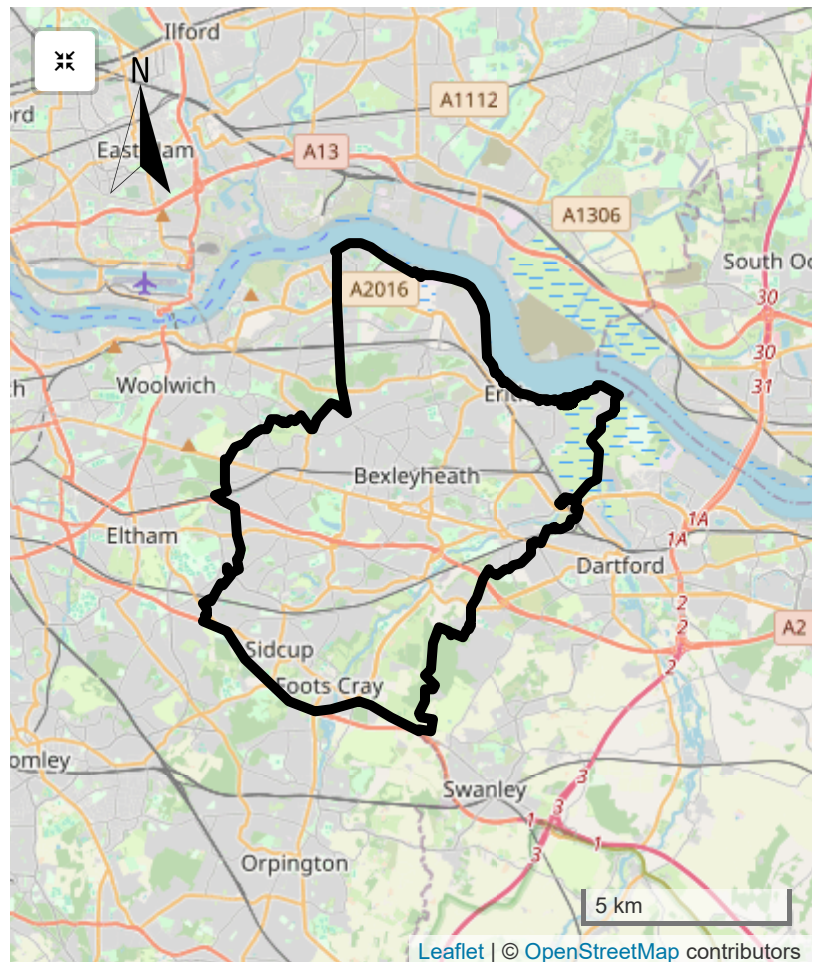 Ilford
N
A1112
A13
A1306
South Oc
30
A2016
30
31
Woolwich
Bexleyheath
1A
Eltham
1A
Dartford
2
2
A2
2
Sidcup
Foots Cray
omley
3
Swanley
3
1
1
3
Orpington
5 km
Leaflet | © OpenStreetMap contributors